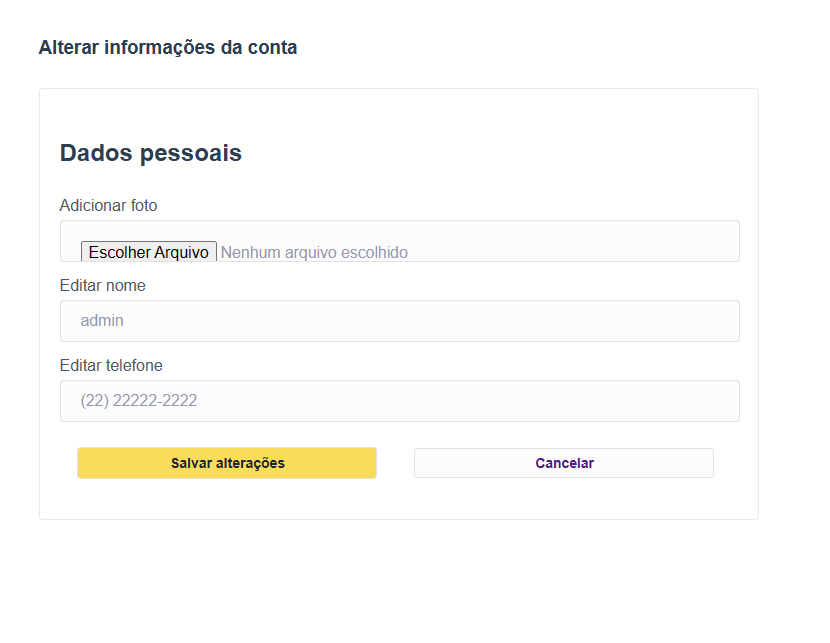 Alterar informações da conta
Dados pessoais
Adicionar foto
Escolher Arquivo Nenhum arquivo escolhido
Editar nome
admin
Editar telefone
(22) 22222-2222
Salvar alterações Cancelar